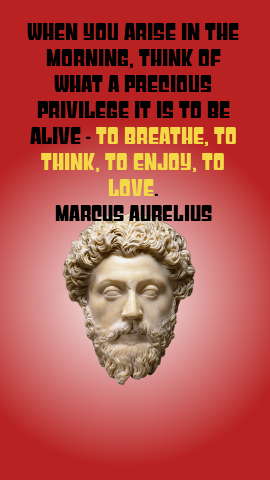 WHEN YOU ARISE IN THE
MORNING, THINK OF
WHAT A PRECIOUS
PRIVILEGE IT IS TO BE
ALIVE - TO BREATHE, TO
THINK, TO ENJOY, TO
LOVE.
MARCUS AURELIUS